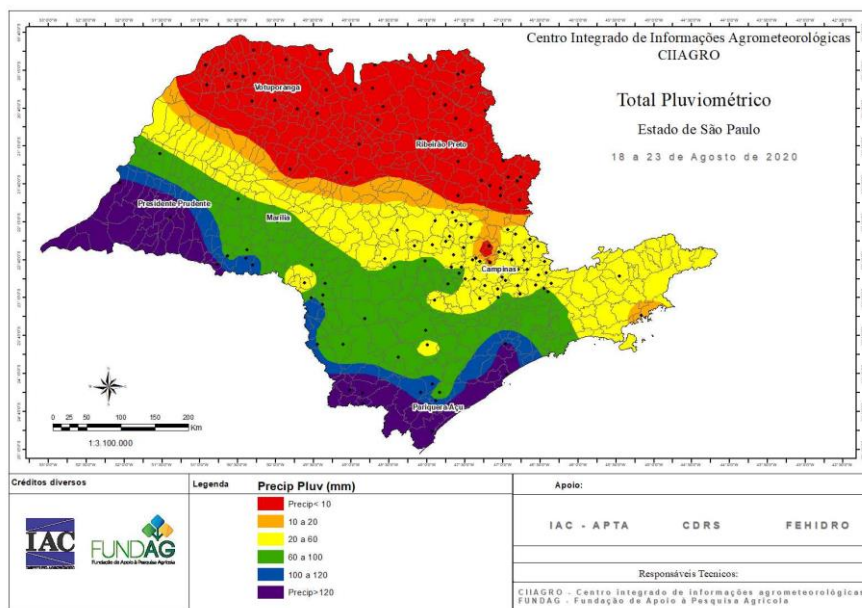 Centro Integrado de Informações Agrometeorológicas
CIIAGRO
Total Pluviométrico
Estado de São Paulo
18 a 23 de Agosto de 2020
Votuporanga
Ribeirão Preto
Presidente Prudente
Marília
Campinas
Pariquera Açu
0 25 50 100 150 200
Km
1:3.100.000
Créditos diversos
IAC
FUNDAG
Fundação de Apoio à Pesquisa Agrícola
Legenda
Precip Pluv (mm)
Precip< 10
10 a 20
20 a 60
60 a 100
100 a 120
Precip>120
Apoio:
IAC - APTA CDRS FEHIDRO
Responsáveis Tecnicos:
CIIAGRO - Centro integrado de informações agrometeorológicas
FUNDAG - Fundação de Apoio à Pesquisa Agrícola